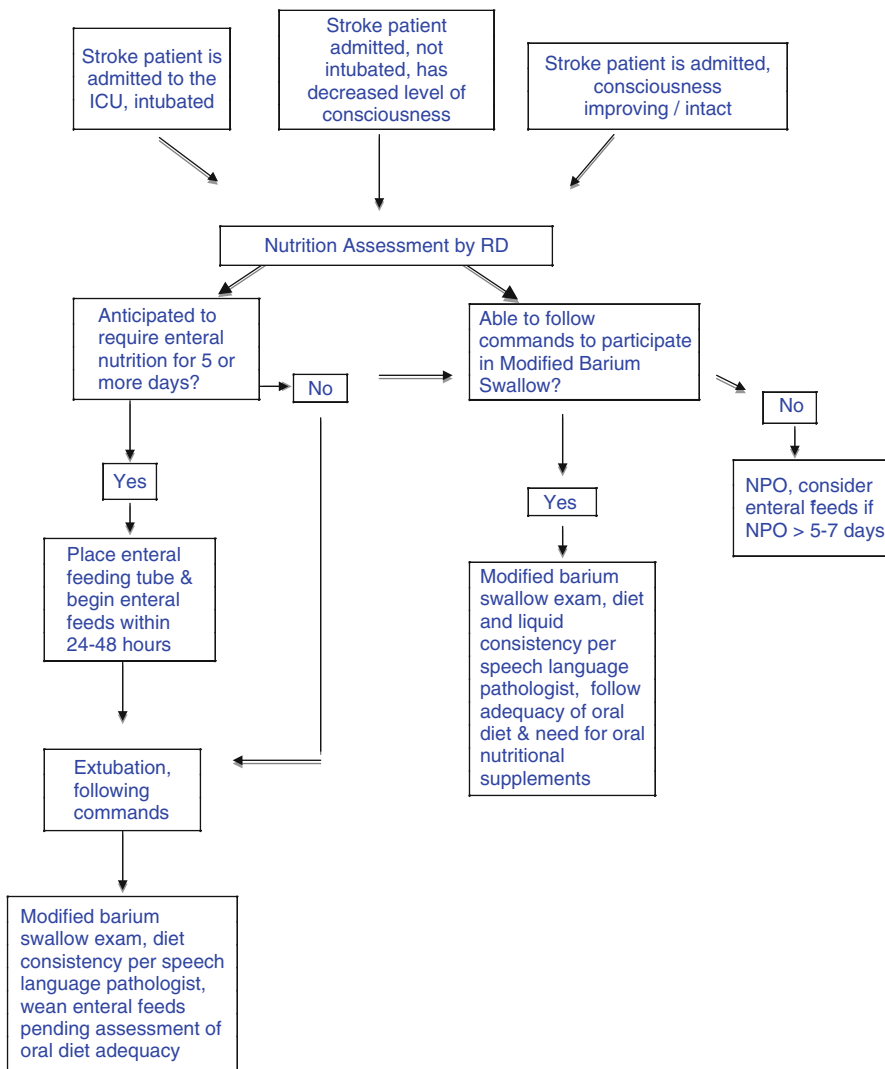 Stroke patient is
admitted to the
ICU, intubated
Stroke patient
admitted, not
intubated, has
decreased level of
consciousness
Stroke patient is admitted,
consciousness
improving / intact
Nutrition Assessment by RD
Anticipated to
require enteral
nutrition for 5 or
more days?
No
Able to follow
commands to participate
in Modified Barium
Swallow?
No
Yes
Yes
NPO, consider
enteral feeds if
NPO > 5-7 days
Place enteral
feeding tube &
begin enteral
feeds within
24-48 hours
Modified barium
swallow exam, diet
and liquid
consistency per
speech language
pathologist, follow
adequacy of oral
diet & need for oral
nutritional
supplements
Extubation,
following
commands
Modified barium
swallow exam, diet
consistency per speech
language pathologist,
wean enteral feeds
pending assessment of
oral diet adequacy